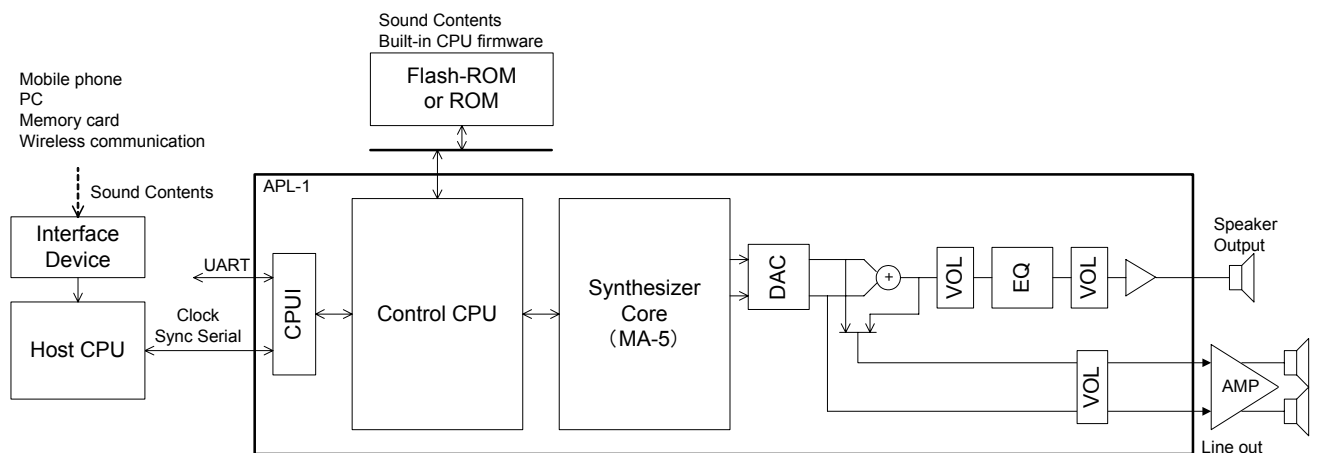 Sound Contents
Built-in CPU firmware
Flash-ROM
or ROM
Mobile phone
PC
Memory card
Wireless communication
Sound Contents
APL-1
Interface
Device
UART
CPUI
Control CPU
Synthesizer
Core
（MA-5）
DAC
+
VOL
EQ
VOL
Speaker
Output
Host CPU
Clock
Sync Serial
VOL
AMP
Line out